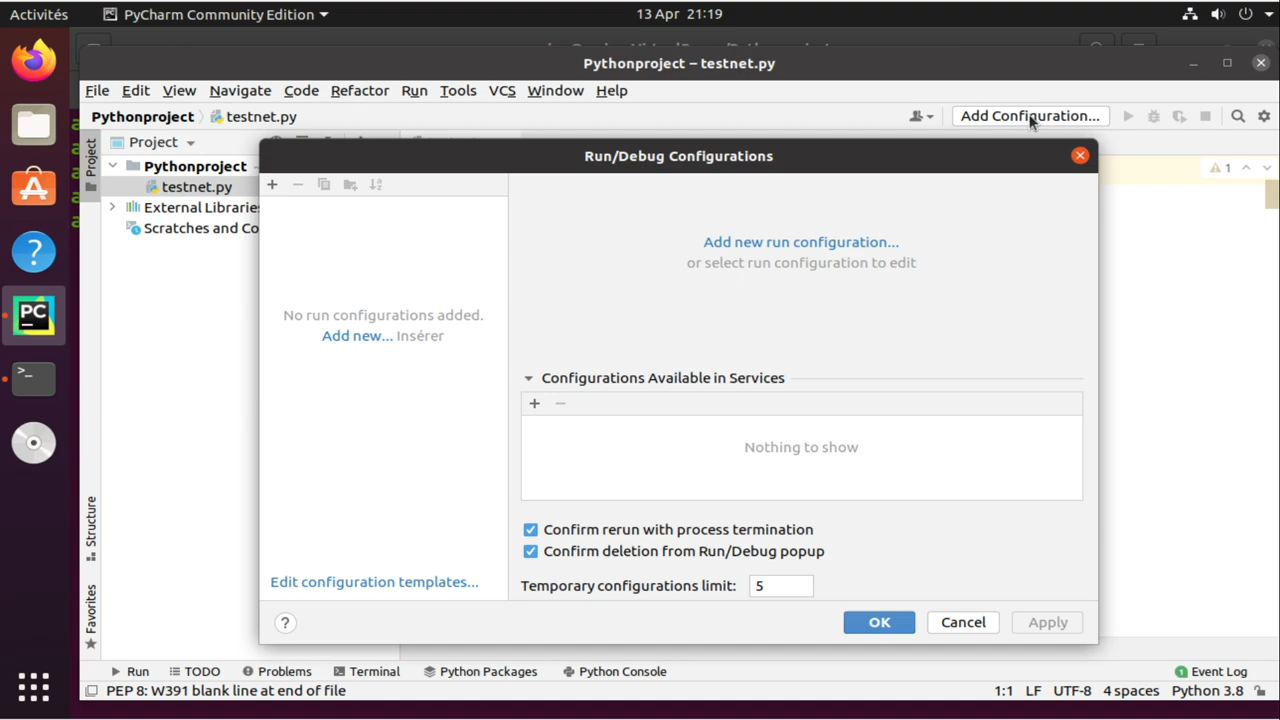 Activités PyCharm Community Edition 13 Apr 21:19
Pythonproject – testnet.py
File Edit View Navigate Code Refactor Run Tools VCS Window Help
Pythonproject testnet.py Add Configuration...
Project Project
Run/Debug Configurations
Pythonproject
1
testnet.py
External Libraries
Scratches and Co
Add new run configuration...
or select run configuration to edit
No run configurations added.
Add new... Insérer
Configurations Available in Services
Nothing to show
Confirm rerun with process termination
Confirm deletion from Run/Debug popup
Edit configuration templates...
Temporary configurations limit: 5
Structure
Favorites
? OK Cancel Apply
Run TODO Problems Terminal Python Packages Python Console 1 Event Log
PEP 8: W391 blank line at end of file 1:1 LF UTF-8 4 spaces Python 3.8
PC
>_
?